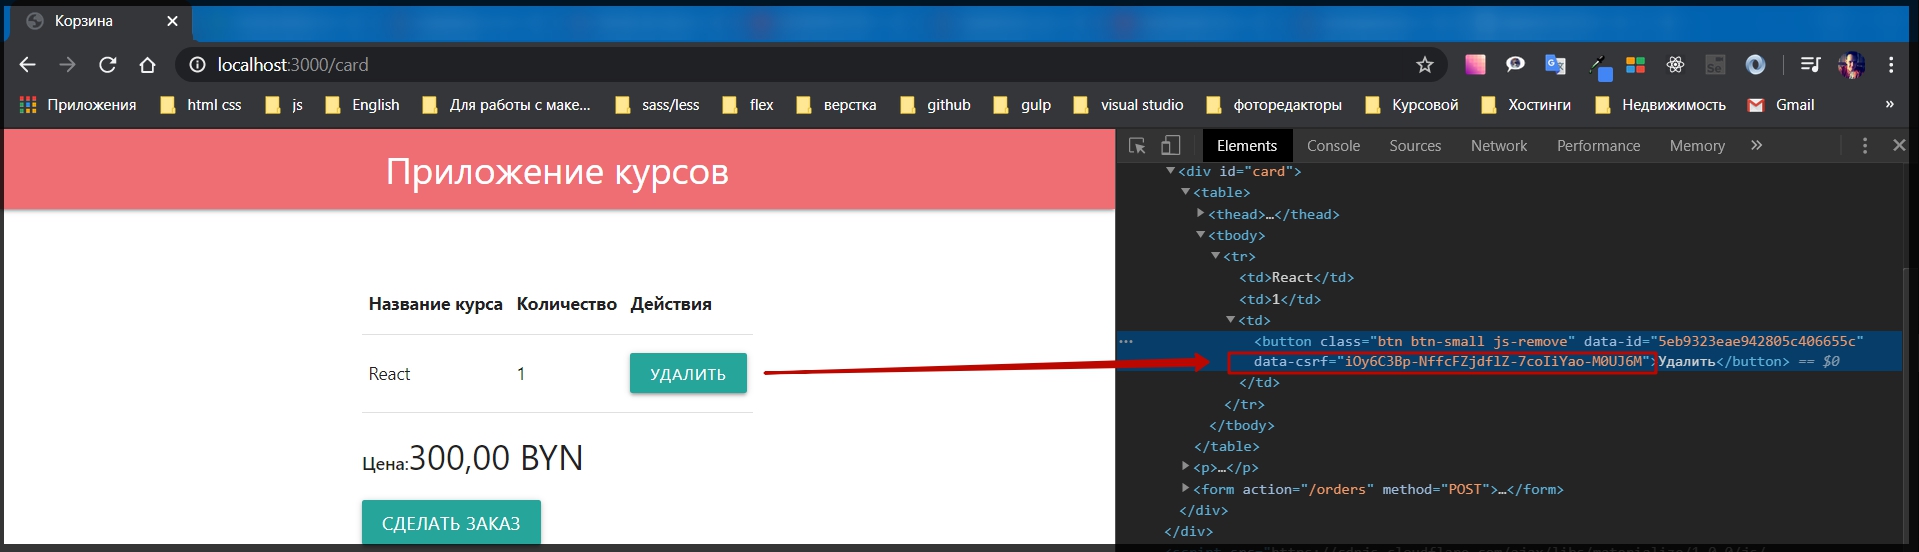 Корзина
localhost:3000/card
Приложения html css js English Для работы с маке... sass/less flex верстка github gulp visual studio фоторедакторы Курсовой Хостинги Недвижимость Gmail »
Приложение курсов
Название курса Количество Действия
React 1 УДАЛИТЬ
Цена:300,00 BYN
СДЕЛАТЬ ЗАКАЗ
Elements Console Sources Network Performance Memory »
<div id="card">
<table>
<thead>…</thead>
<tbody>
<tr>
<td>React</td>
<td>1</td>
<td>
<button class="btn btn-small js-remove" data-id="5eb9323eae942805c406655c"
data-csrf="iOy6C3Bp-NffcFZjdflZ-7coIiYao-M0UJ6M">Удалить</button> == $0
</td>
</tr>
</tbody>
</table>
<p>…</p>
<form action="/orders" method="POST">…</form>
</div>
</div>